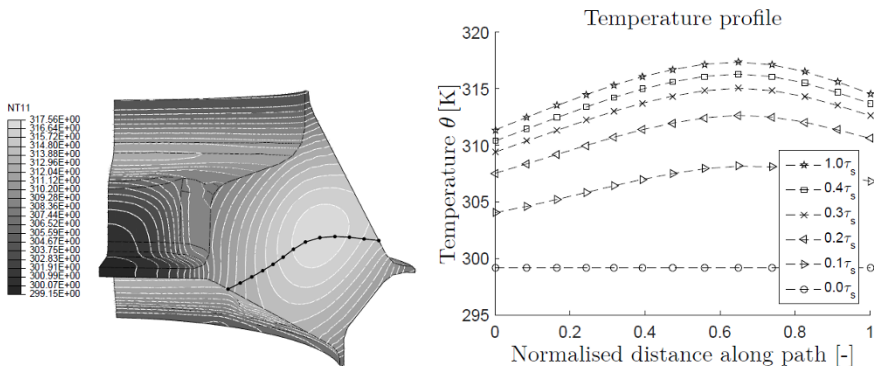 NT11
317.56E+00
316.64E+00
315.72E+00
314.80E+00
313.88E+00
312.96E+00
312.04E+00
311.12E+00
310.20E+00
309.28E+00
308.36E+00
307.44E+00
306.52E+00
305.59E+00
304.67E+00
303.75E+00
302.83E+00
301.91E+00
300.99E+00
300.07E+00
299.15E+00
Temperature profile
Temperature θ [K]
320
315
310
305
300
295
1.0τs
0.4τs
0.3τs
0.2τs
0.1τs
0.0τs
0 0.2 0.4 0.6 0.8 1
Normalised distance along path [-]